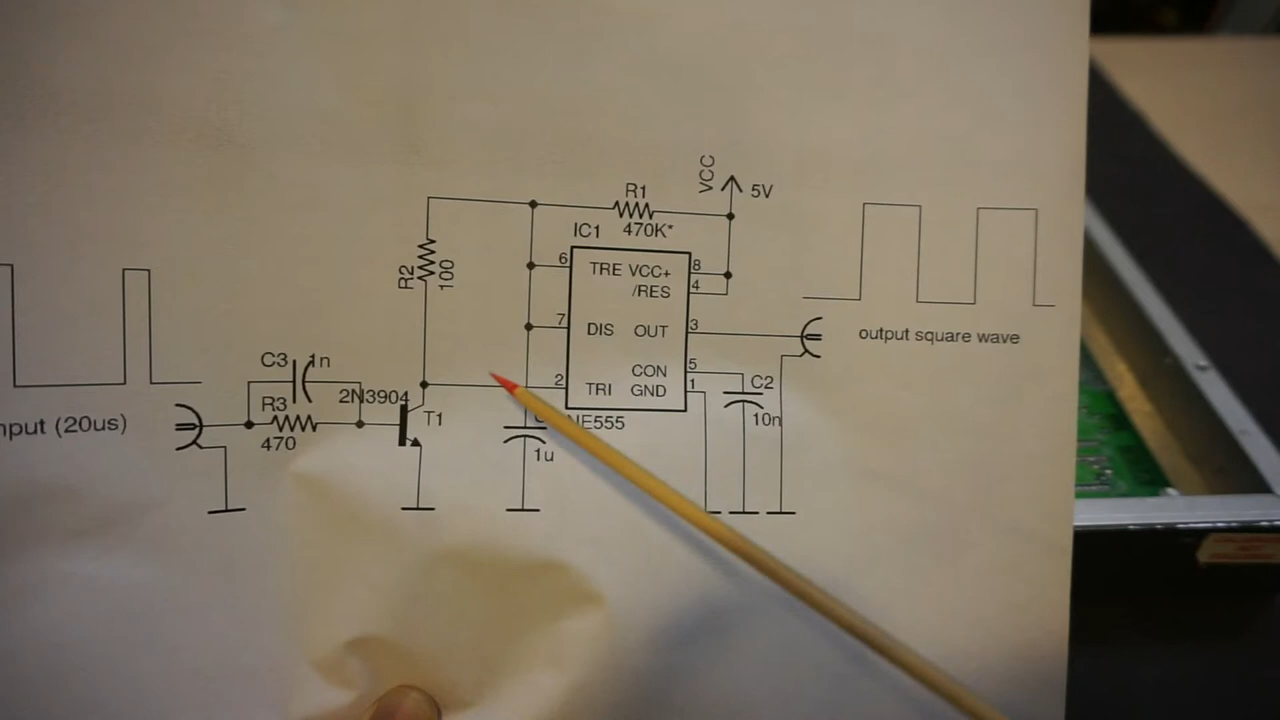 VCC
5V
R1
470K*
IC1
R2
100
6
7
2
TRE
VCC+
/RES
DIS
OUT
CON
TRI
GND
8
4
3
5
1
NE555
output square wave
C2
10n
C3
1n
R3
470
2N3904
T1
1u
(20us)